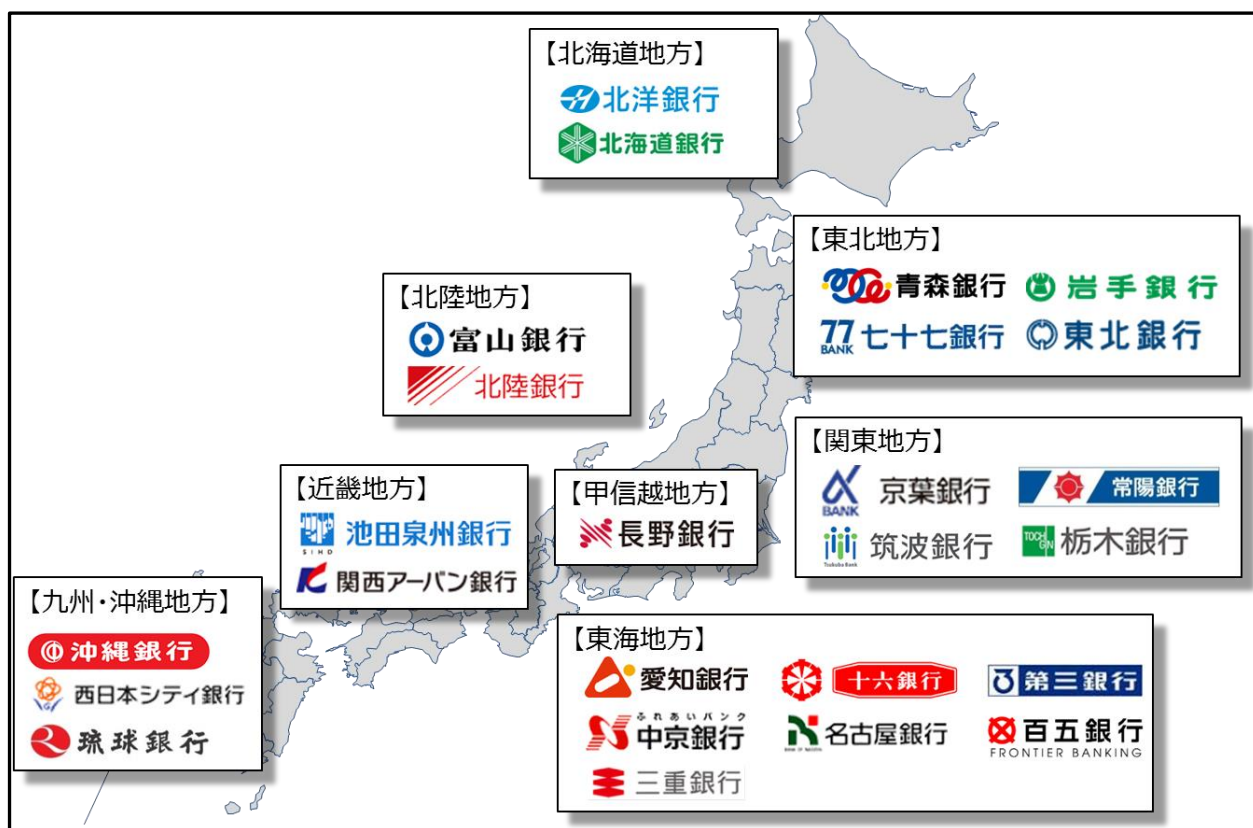 【北海道地方】
北洋銀行
北海道銀行
【東北地方】
青森銀行 岩手銀行
77 BANK 七十七銀行 東北銀行
【北陸地方】
富山銀行
北陸銀行
【関東地方】
α BANK 京葉銀行 常陽銀行
Tsukuba Bank 筑波銀行 TOCHGIN 栃木銀行
【近畿地方】
池田泉州銀行
SIHD
関西アーバン銀行
【甲信越地方】
長野銀行
【九州・沖縄地方】
沖縄銀行
西日本シティ銀行
琉球銀行
【東海地方】
愛知銀行 十六銀行 第三銀行
ふれあいバンク
中京銀行 名古屋銀行 百五銀行
BANK OF NAGOYA FRONTIER BANKING
三重銀行